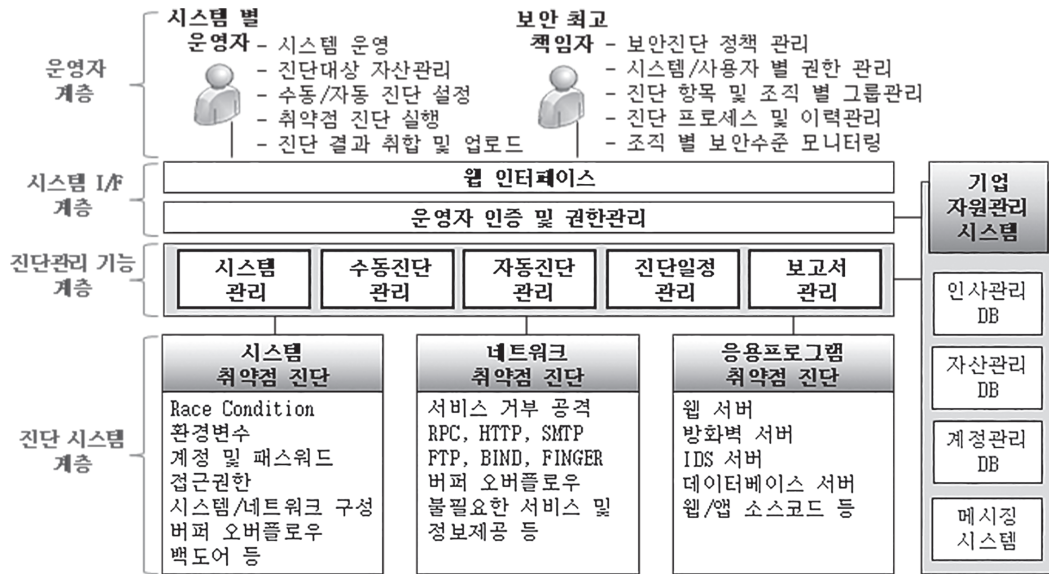 운영자
계층
시스템 별
운영자
- 시스템 운영
- 진단대상 자산관리
- 수동/자동 진단 설정
- 취약점 진단 실행
- 진단 결과 취합 및 업로드
보안 최고
책임자
- 보안진단 정책 관리
- 시스템/사용자 별 권한 관리
- 진단 항목 및 조직 별 그룹관리
- 진단 프로세스 및 이력관리
- 조직 별 보안수준 모니터링
시스템 I/F
계층
웹 인터페이스
운영자 인증 및 권한관리
진단관리 기능
계층
시스템
관리
수동진단
관리
자동진단
관리
진단일정
관리
보고서
관리
진단 시스템
계층
시스템
취약점 진단
Race Condition
환경변수
계정 및 패스워드
접근권한
시스템/네트워크 구성
버퍼 오버플로우
백도어 등
네트워크
취약점 진단
서비스 거부 공격
RPC, HTTP, SMTP
FTP, BIND, FINGER
버퍼 오버플로우
불필요한 서비스 및
정보제공 등
응용프로그램
취약점 진단
웹 서버
방화벽 서버
IDS 서버
데이터베이스 서버
웹/앱 소스코드 등
기업
자원관리
시스템
인사관리
DB
자산관리
DB
계정관리
DB
메시징
시스템